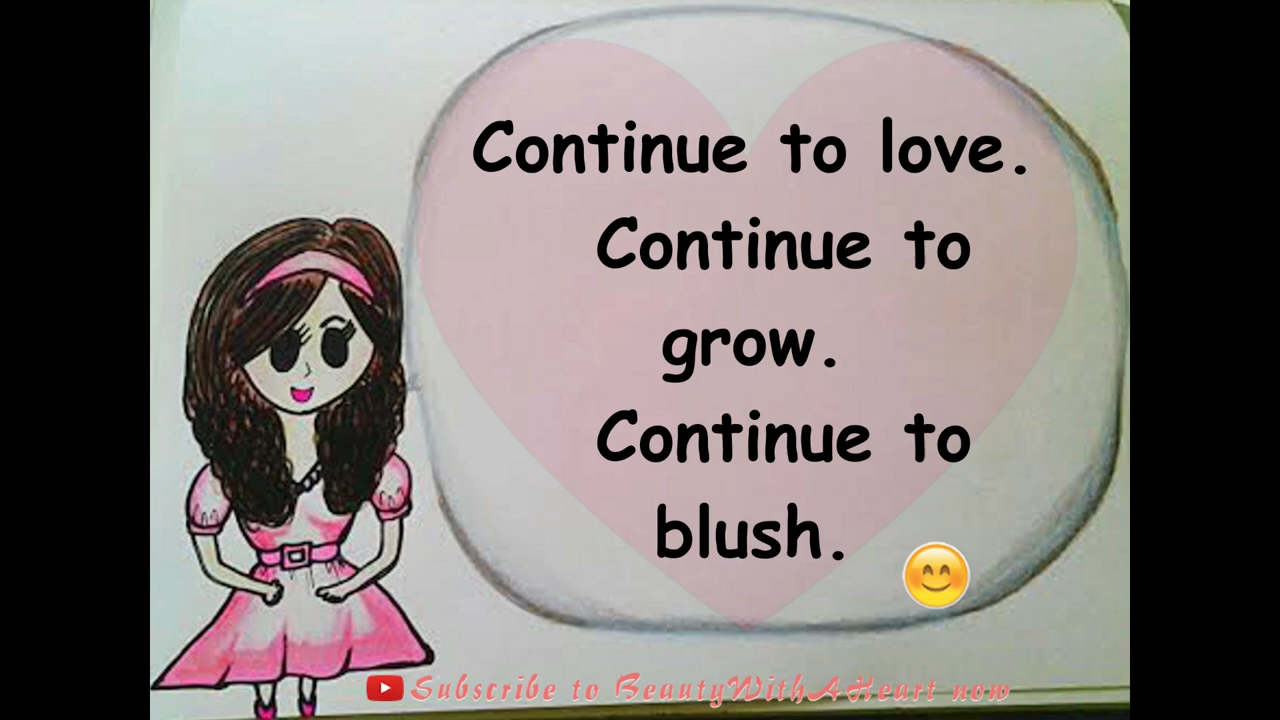 Continue to love.
Continue to
grow.
Continue to
blush.
Subscribe to BeautyWithAHeart now